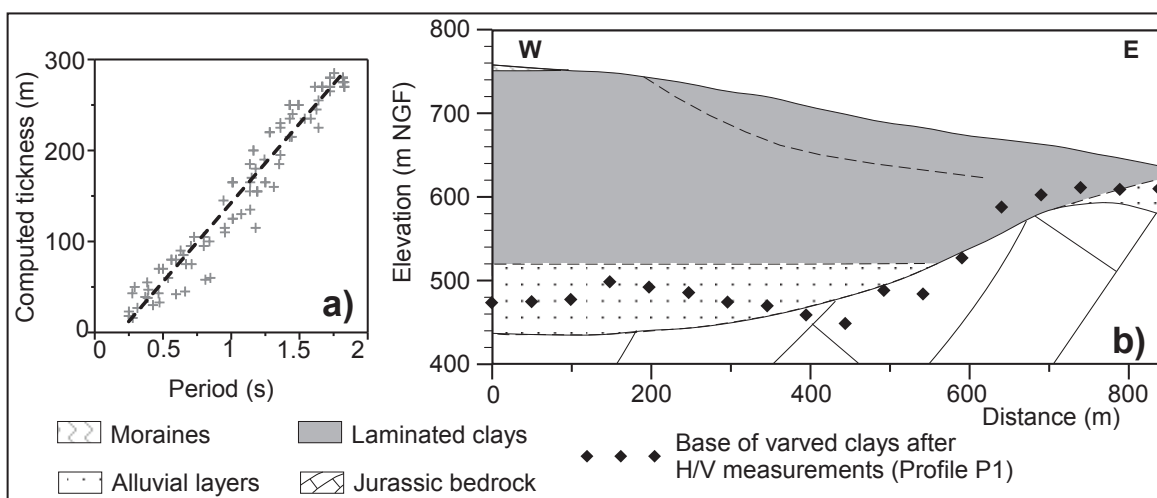 300
200
100
0
Computed tickness (m)
0
0.5
1
1.5
2
Period (s)
a)
800
700
600
500
400
Elevation (m NGF)
W
E
0
200
400
600
800
Distance (m)
b)
Moraines
Laminated clays
Alluvial layers
Jurassic bedrock
Base of varved clays after
H/V measurements (Profile P1)